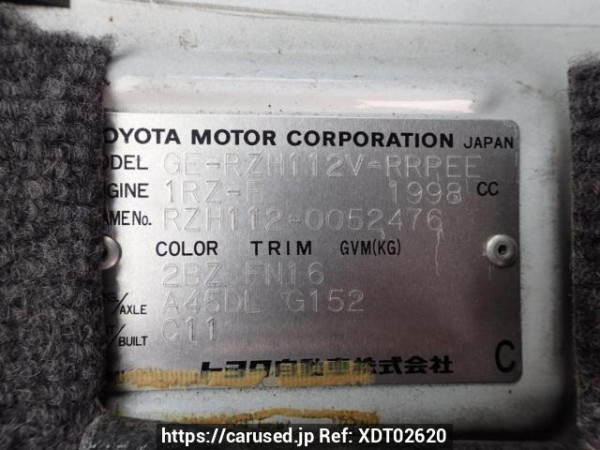 OYOTA MOTOR CORPORATION JAPAN
ODEL GE-RZH112V-RRPEE
NGINE 1RZ-E 1998 CC
AME No. RZH112-0052476
COLOR TRIM GVM(KG)
2BZ FN16
/AXLE A45DL G152
/BUILT C11
トヨタ自動車株式会社 C
https://carused.jp Ref: XDT02620